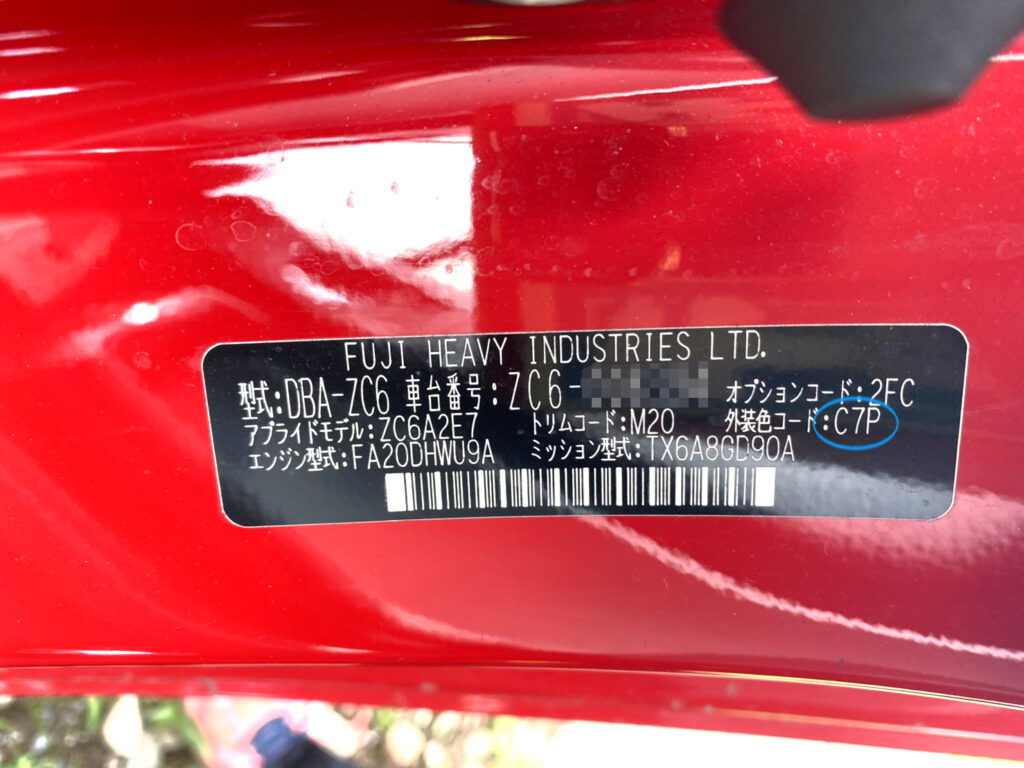 FUJI HEAVY INDUSTRIES LTD.
型式:DBA-ZC6 車台番号:ZC6- オプションコード:2FC
アプライドモデル:ZC6A2E7 トリムコード:M20 外装色コード:C7P
エンジン型式:FA20DHWU9A ミッション型式:TX6A8GD90A